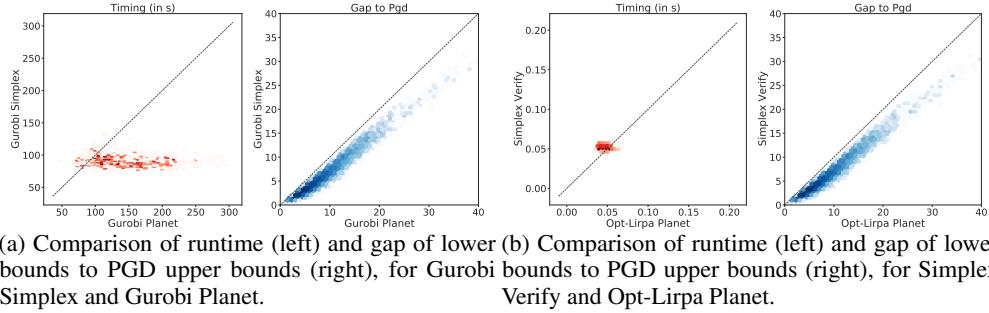 Timing (in s)
300
250
200
150
100
50
Gurobi Simplex
50 100 150 200 250 300
Gurobi Planet
Gap to Pgd
40
35
30
25
20
15
10
5
0
Gurobi Simplex
0 10 20 30 40
Gurobi Planet
Timing (in s)
0.20
0.15
0.10
0.05
0.00
Simplex Verify
0.00 0.05 0.10 0.15 0.20
Opt-Lirpa Planet
Gap to Pgd
40
35
30
25
20
15
10
5
0
Simplex Verify
0 10 20 30 40
Opt-Lirpa Planet
(a) Comparison of runtime (left) and gap of lower
bounds to PGD upper bounds (right), for Gurobi
Simplex and Gurobi Planet.
(b) Comparison of runtime (left) and gap of lowe
bounds to PGD upper bounds (right), for Simple
Verify and Opt-Lirpa Planet.